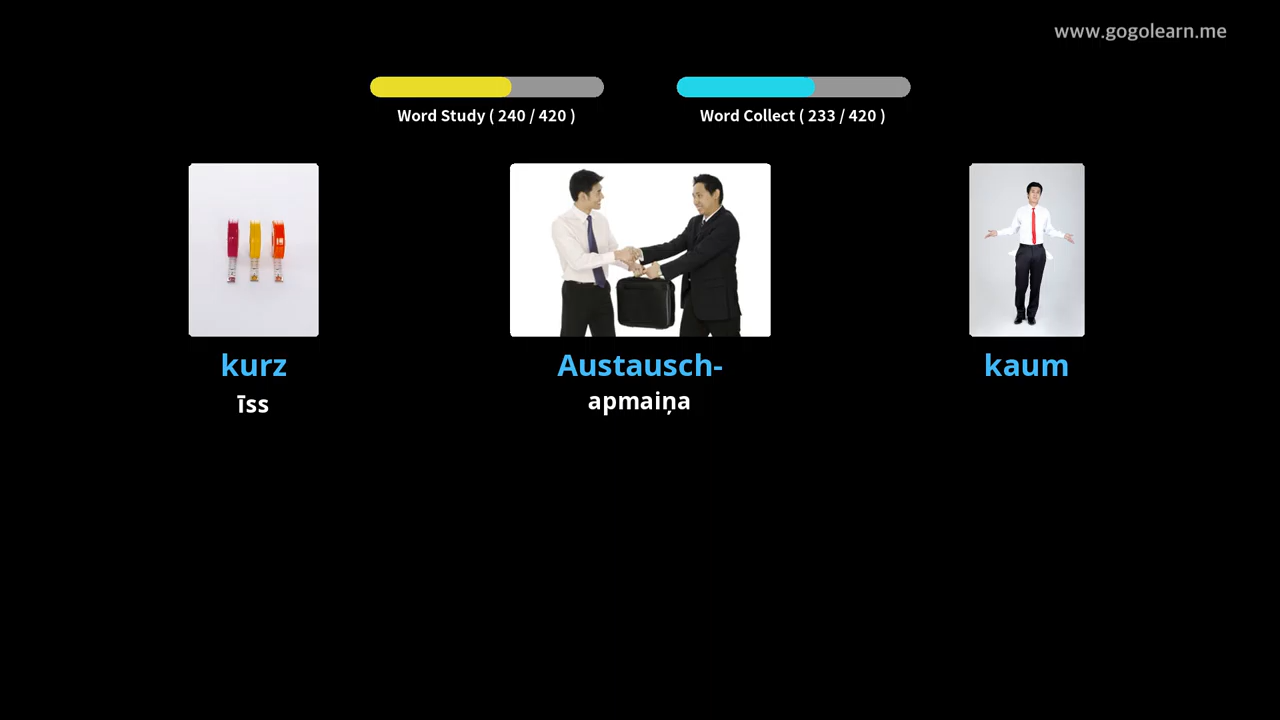 www.gogolearn.me
Word Study ( 240 / 420 )
Word Collect ( 233 / 420 )
kurz
Austausch-
kaum
īss
apmaiņa